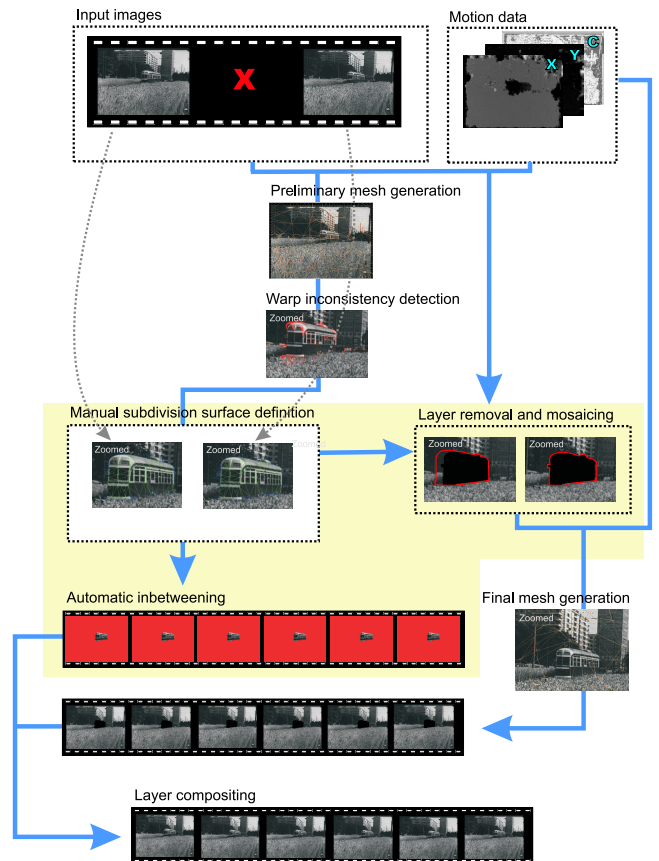 Input images
Motion data
X
X
Y
C
Preliminary mesh generation
Warp inconsistency detection
Zoomed
Manual subdivision surface definition
Layer removal and mosaicing
Zoomed
Zoomed
Zoomed
Zoomed
Zoomed
Automatic inbetweening
Final mesh generation
Zoomed
Layer compositing